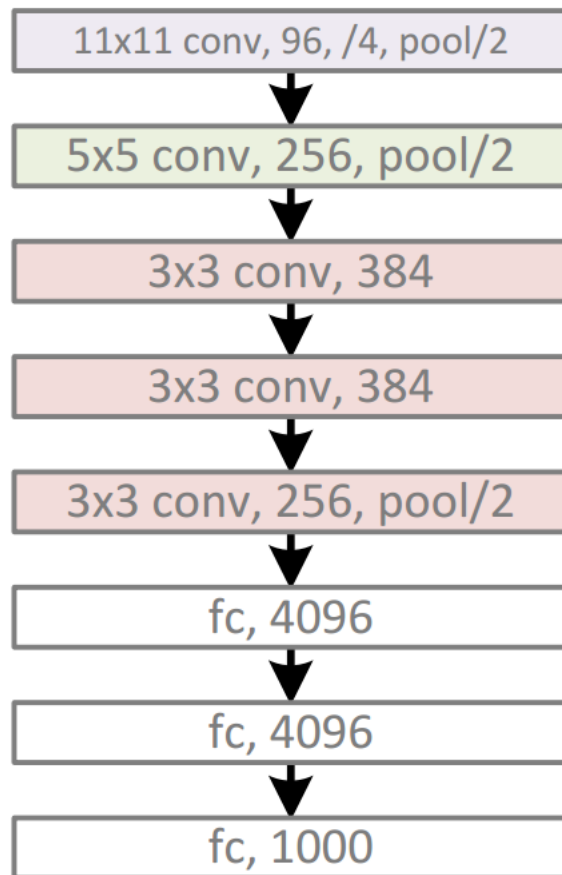 11x11 conv, 96, /4, pool/2
5x5 conv, 256, pool/2
3x3 conv, 384
3x3 conv, 384
3x3 conv, 256, pool/2
fc, 4096
fc, 4096
fc, 1000